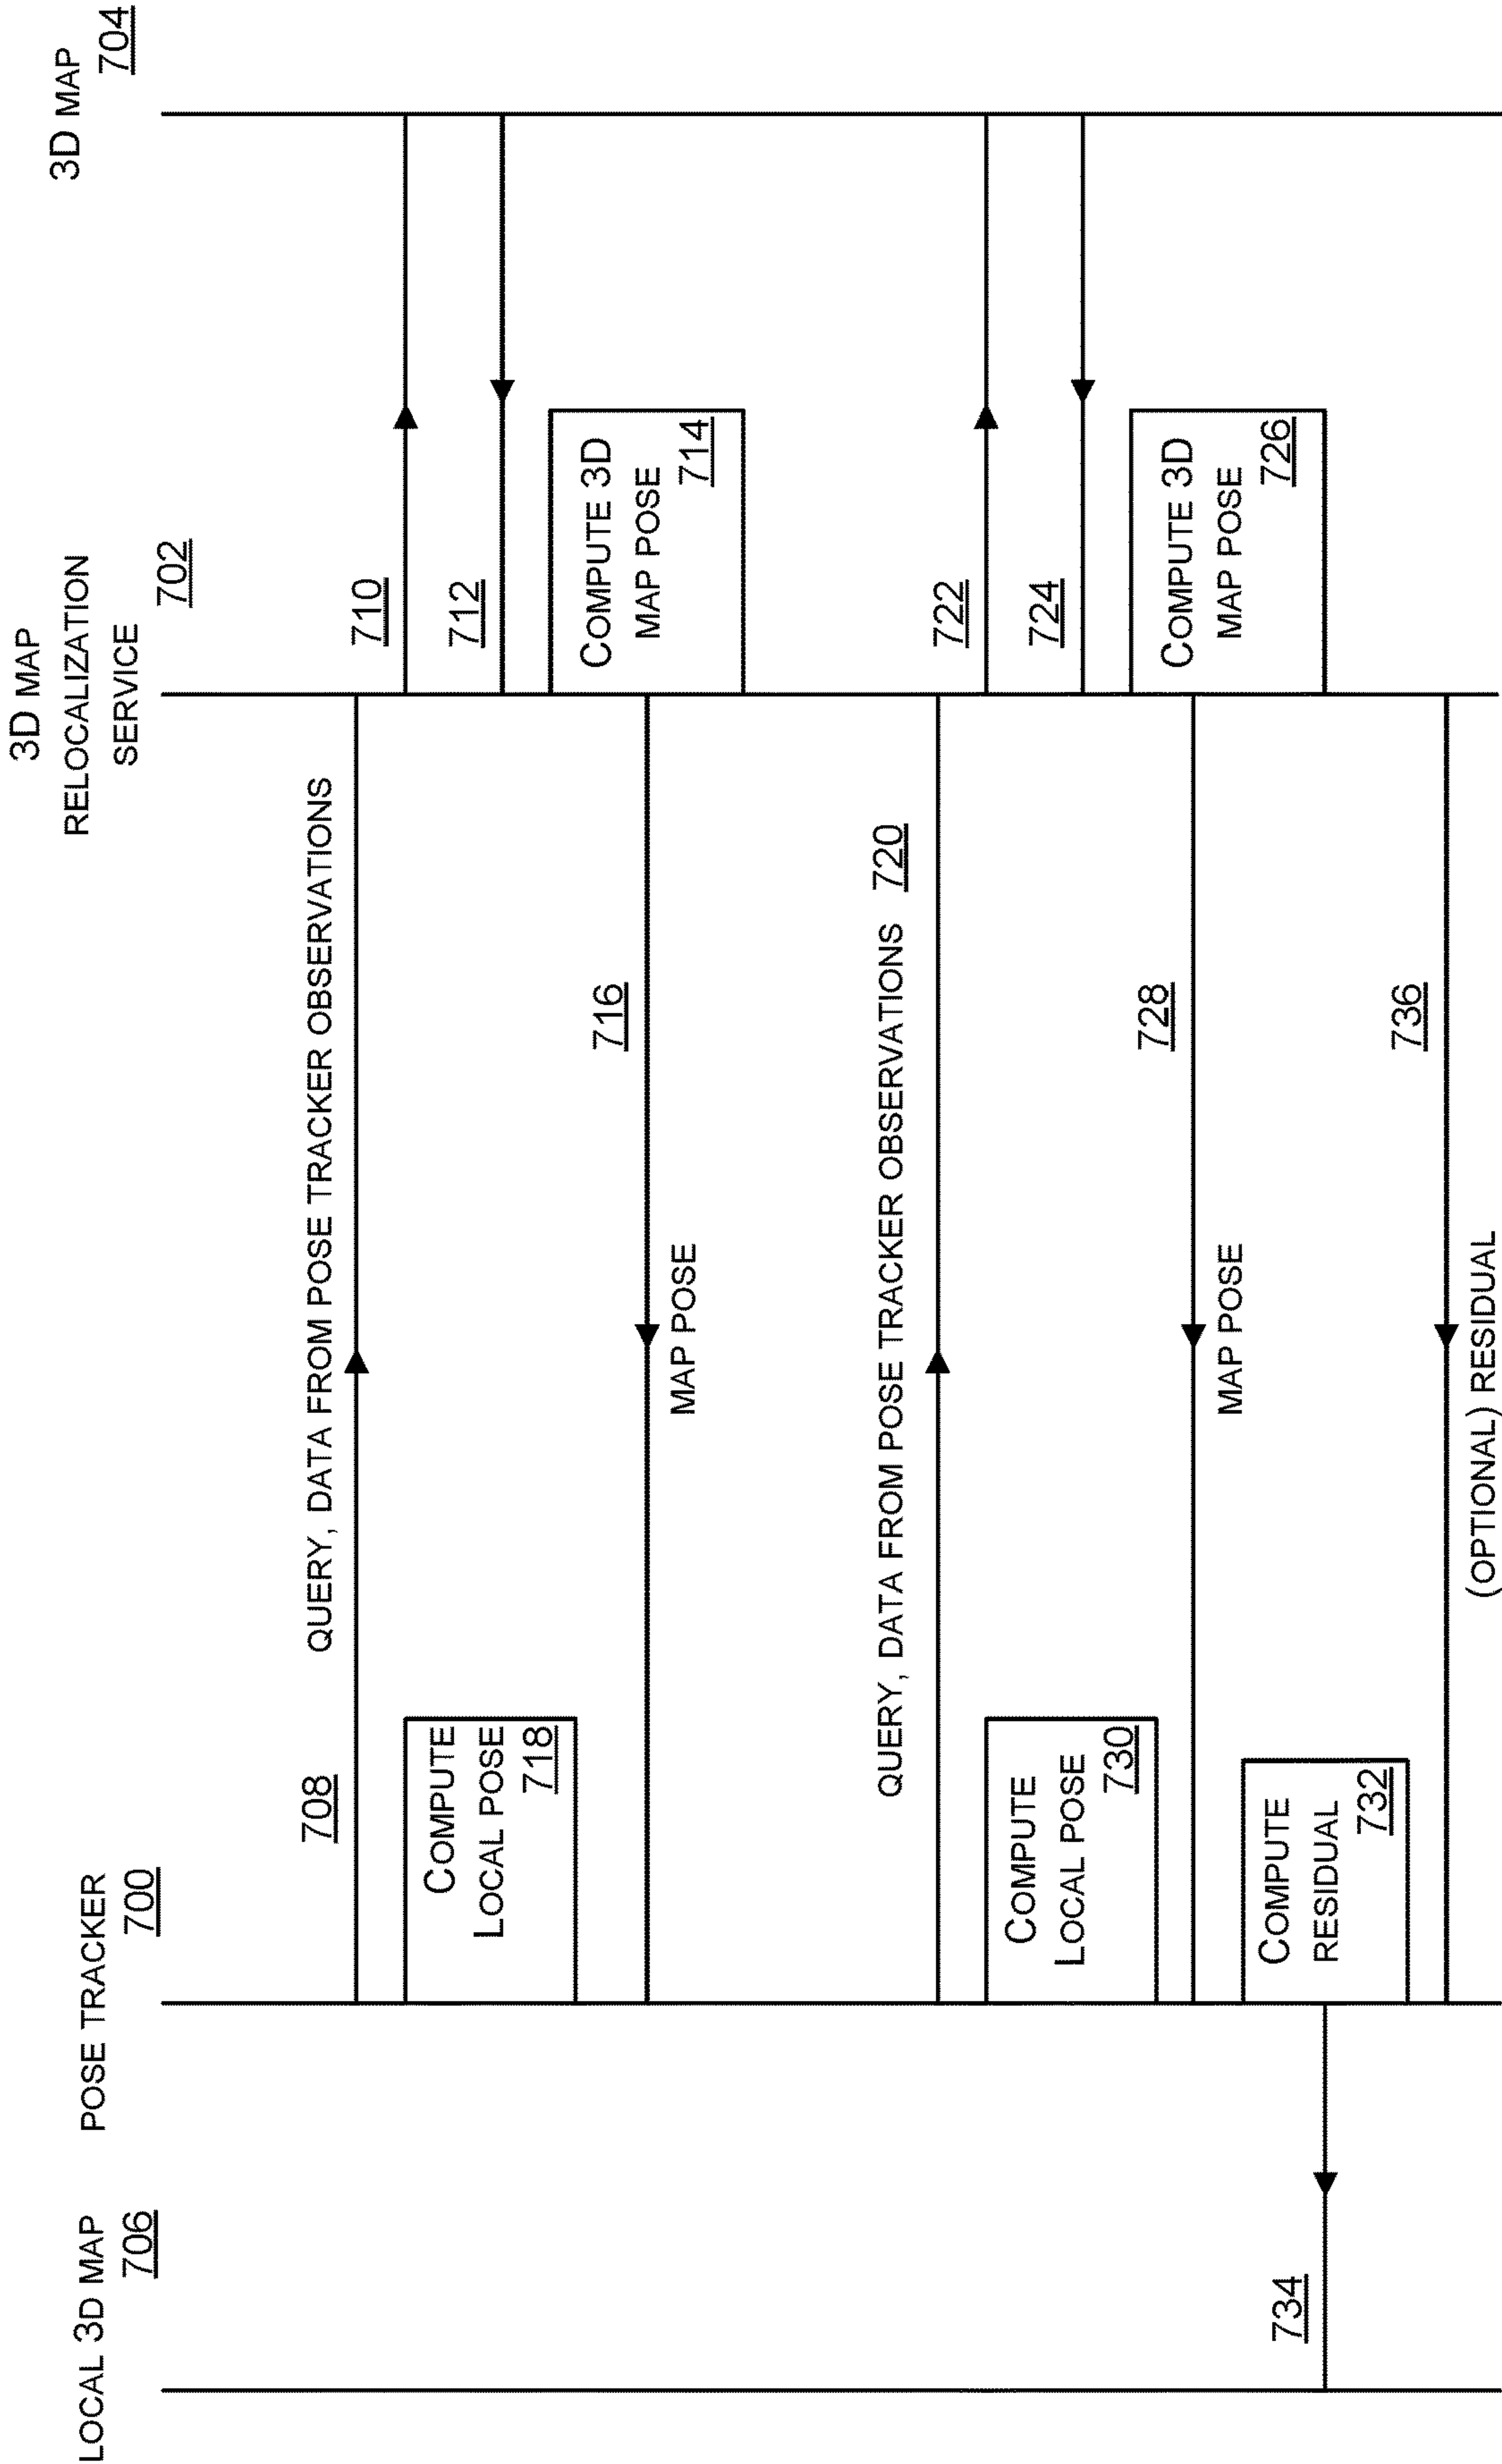 LOCAL 3D MAP
706
POSE TRACKER
700
3D MAP
RELOCALIZATION
SERVICE
702
3D MAP
704
708
QUERY, DATA FROM POSE TRACKER OBSERVATIONS
710
COMPUTE
LOCAL POSE
718
712
COMPUTE 3D
MAP POSE
714
716
MAP POSE
QUERY, DATA FROM POSE TRACKER OBSERVATIONS 720
722
COMPUTE
LOCAL POSE
730
724
COMPUTE 3D
MAP POSE
726
728
MAP POSE
COMPUTE
RESIDUAL
732
734
736
(OPTIONAL) RESIDUAL